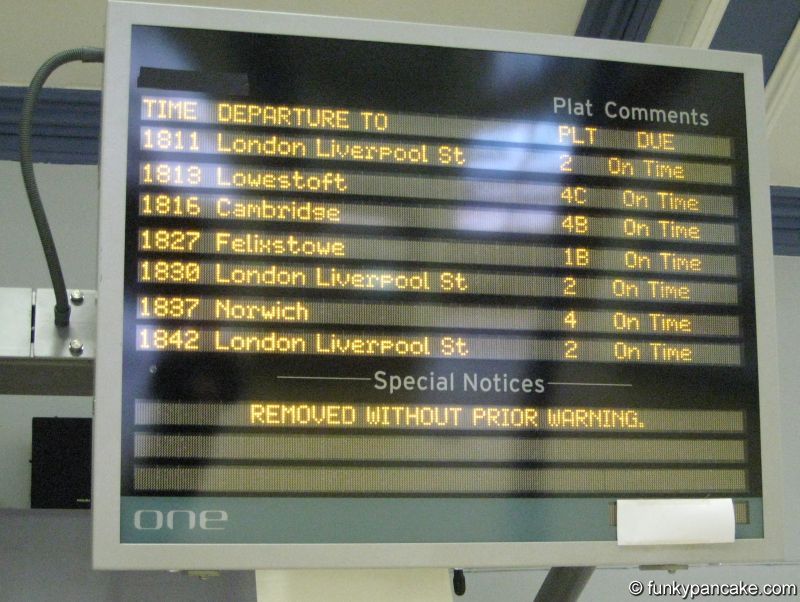 Plat Comments
TIME DEPARTURE TO PLT DUE
1811 London Liverpool St 2 On Time
1813 Lowestoft 4C On Time
1816 Cambridge 4B On Time
1827 Felixstowe 1B On Time
1830 London Liverpool St 2 On Time
1837 Norwich 4 On Time
1842 London Liverpool St 2 On Time
Special Notices
REMOVED WITHOUT PRIOR WARNING.
one
© funkypancake.com